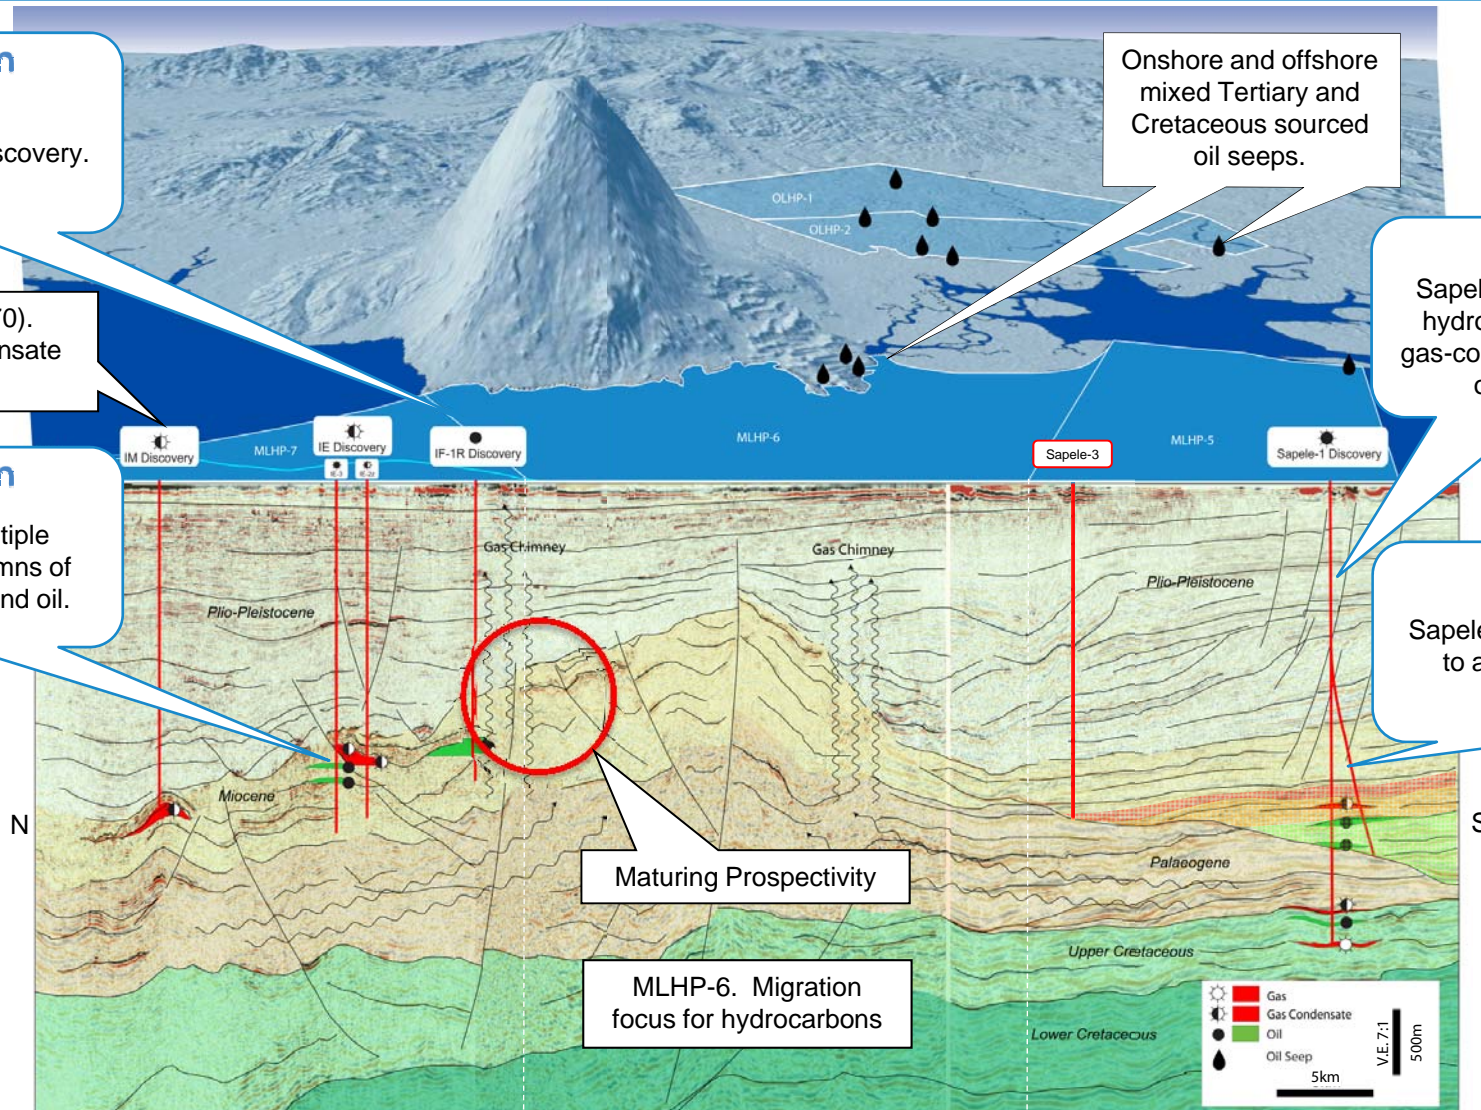 n
scovery.
Onshore and offshore
mixed Tertiary and
Cretaceous sourced
oil seeps.
OLHP-1
OLHP-2
70).
nsate
Sapel
hydro
gas-co
IM Discovery
MLHP-7
IE Discovery
IE-3
IF-1R Discovery
MLHP-6
Sapele-3
MLHP-5
Sapele-1 Discovery
n
tiple
mns of
nd oil.
Gas Chimney
Gas Chimney
Plio-Pleistocene
Plio-Pleistocene
Sapele
to a
Miocene
N
S
Maturing Prospectivity
Palaeogene
Upper Cretaceous
MLHP-6. Migration
focus for hydrocarbons
Lower Cretaceous
Gas
Gas Condensate
Oil
Oil Seep
V.E. 7:1
500m
5km